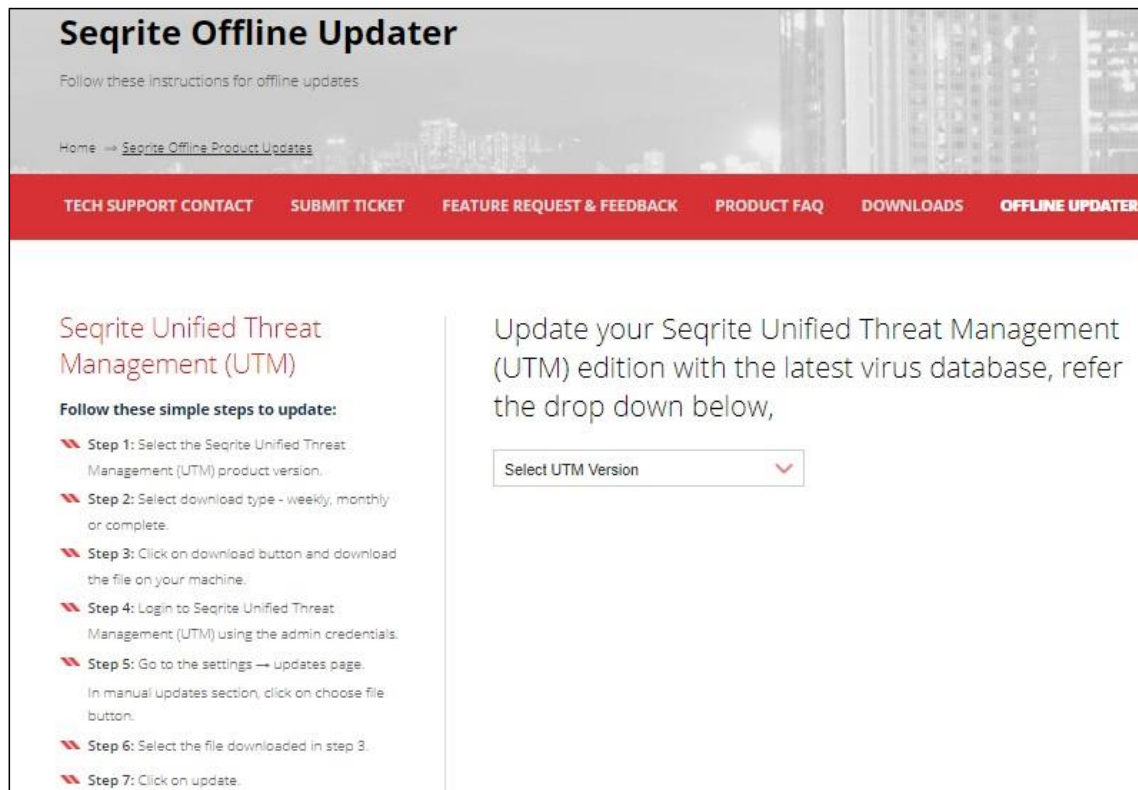 Seqrite Offline Updater
Follow these instructions for offline updates
Home → Seqrite Offline Product Updates
TECH SUPPORT CONTACT SUBMIT TICKET FEATURE REQUEST & FEEDBACK PRODUCT FAQ DOWNLOADS OFFLINE UPDATER
Seqrite Unified Threat
Management (UTM)
Follow these simple steps to update:
Step 1: Select the Seqrite Unified Threat
Management (UTM) product version.
Step 2: Select download type - weekly, monthly
or complete.
Step 3: Click on download button and download
the file on your machine.
Step 4: Login to Seqrite Unified Threat
Management (UTM) using the admin credentials.
Step 5: Go to the settings → updates page.
In manual updates section, click on choose file
button.
Step 6: Select the file downloaded in step 3.
Step 7: Click on update.
Update your Seqrite Unified Threat Management
(UTM) edition with the latest virus database, refer
the drop down below,
Select UTM Version